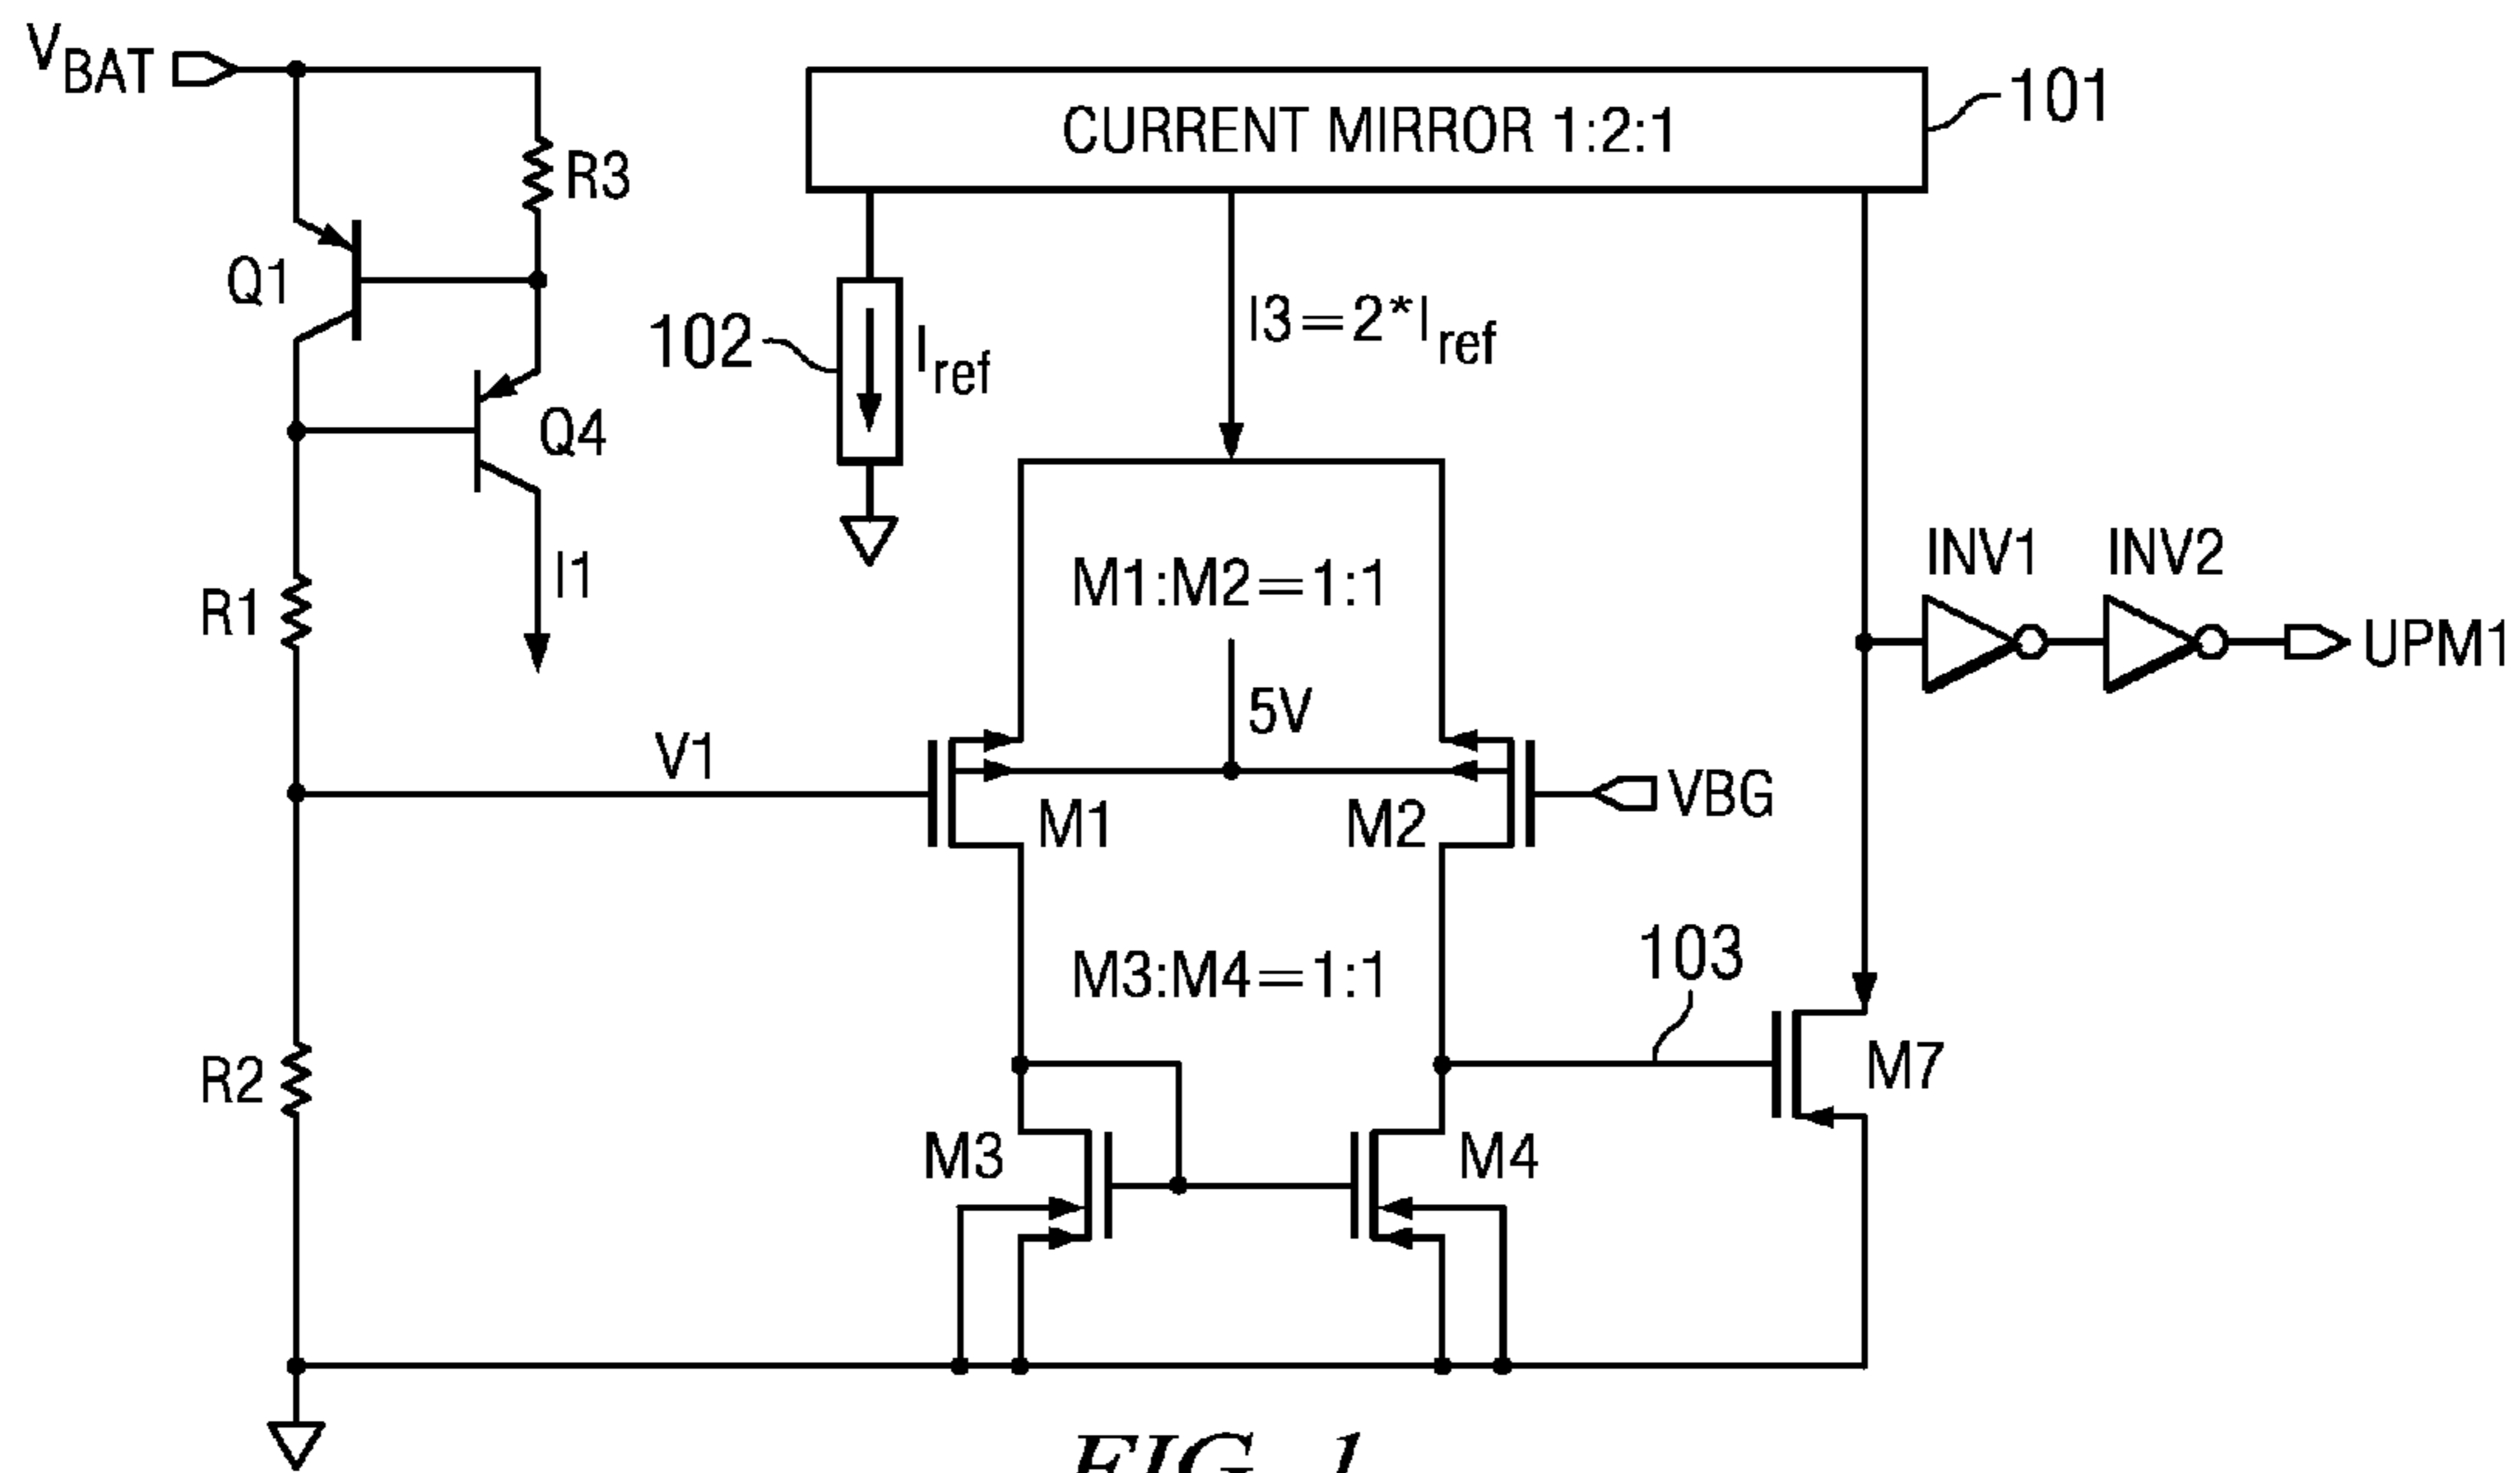 VBAT
CURRENT MIRROR 1:2:1
101
R3
Q1
102
Iref
I3=2*Iref
Q4
I1
INV1
INV2
R1
M1:M2=1:1
UPM1
5V
V1
VBG
M1
M2
103
M3:M4=1:1
R2
M7
M3
M4
FIG. 1